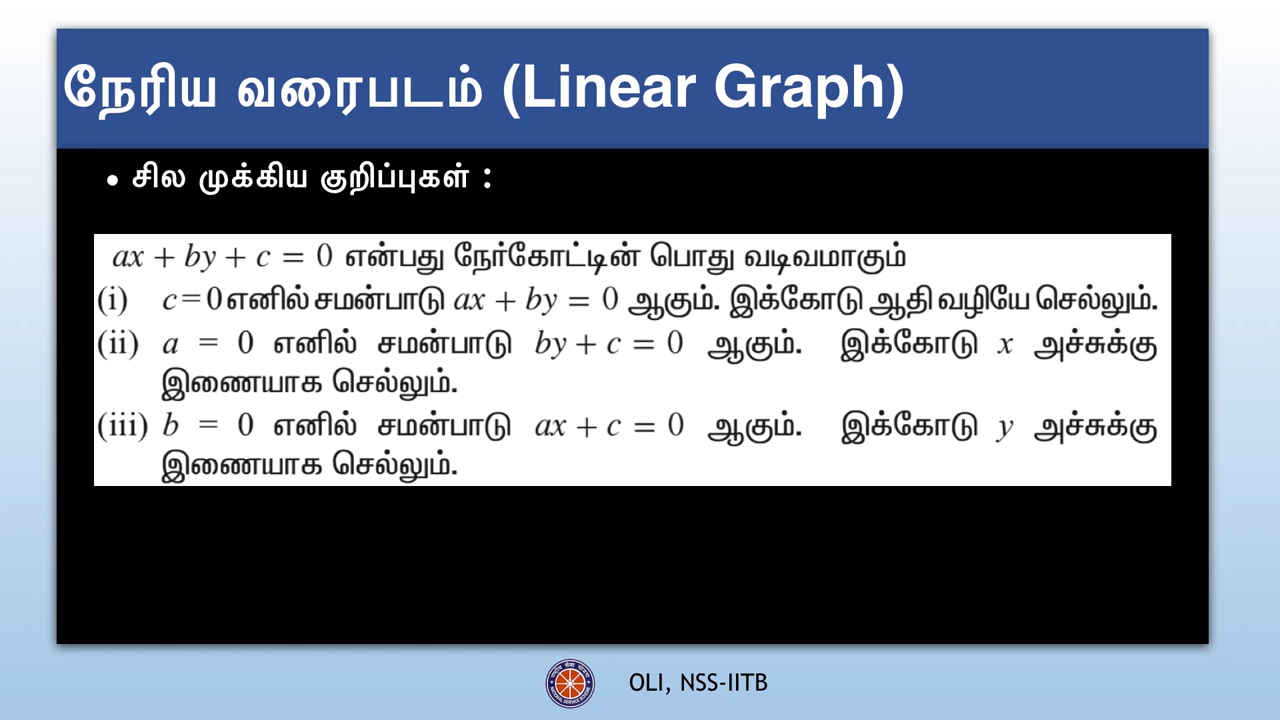 நேரிய வரைபடம் (Linear Graph)
• சில முக்கிய குறிப்புகள் :
ax + by + c = 0 என்பது நேர்கோட்டின் பொது வடிவமாகும்
(i) c = 0 எனில் சமன்பாடு ax + by = 0 ஆகும். இக்கோடு ஆதி வழியே செல்லும்.
(ii) a = 0 எனில் சமன்பாடு by + c = 0 ஆகும். இக்கோடு x அச்சுக்கு
இணையாக செல்லும்.
(iii) b = 0 எனில் சமன்பாடு ax + c = 0 ஆகும். இக்கோடு y அச்சுக்கு
இணையாக செல்லும்.
OLI, NSS-IITB